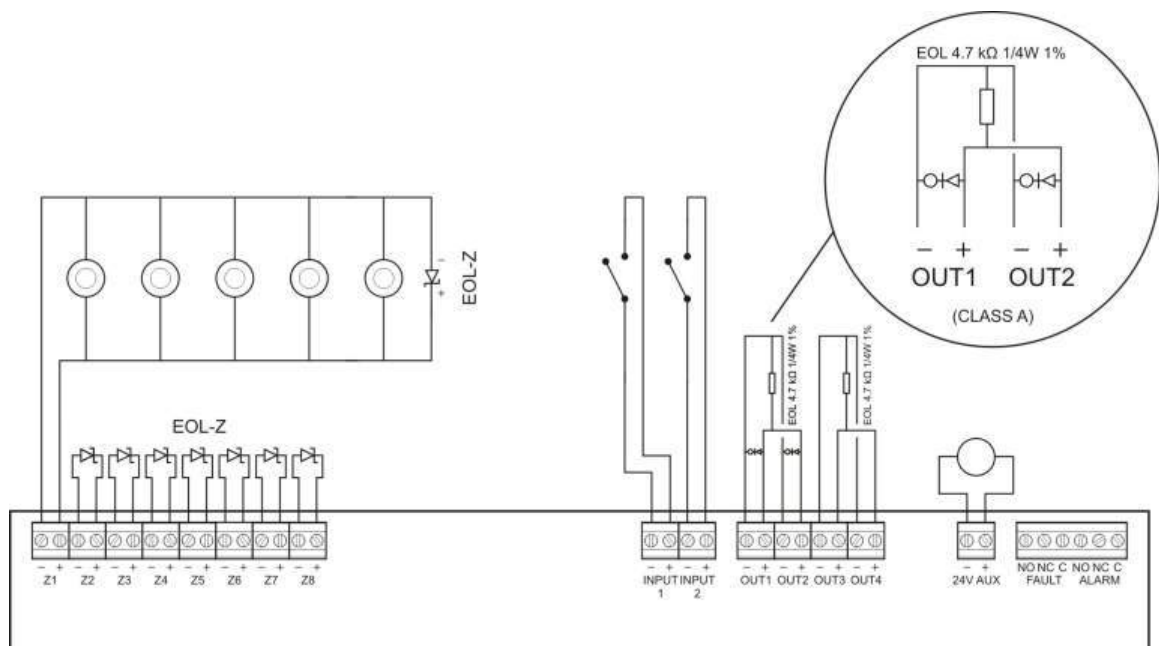 EOL 4.7 kΩ 1/4W 1%
− + − +
OUT1 OUT2
(CLASS A)
−
+
EOL-Z
EOL-Z
EOL 4.7 kΩ 1/4W 1%
EOL 4.7 kΩ 1/4W 1%
− + − + − + − + − + − + − + − +
Z1 Z2 Z3 Z4 Z5 Z6 Z7 Z8
− + − +
INPUT 1 INPUT 2
− + − + − + − +
OUT1 OUT2 OUT3 OUT4
− +
24V AUX
NO NC C NO NC C
FAULT ALARM